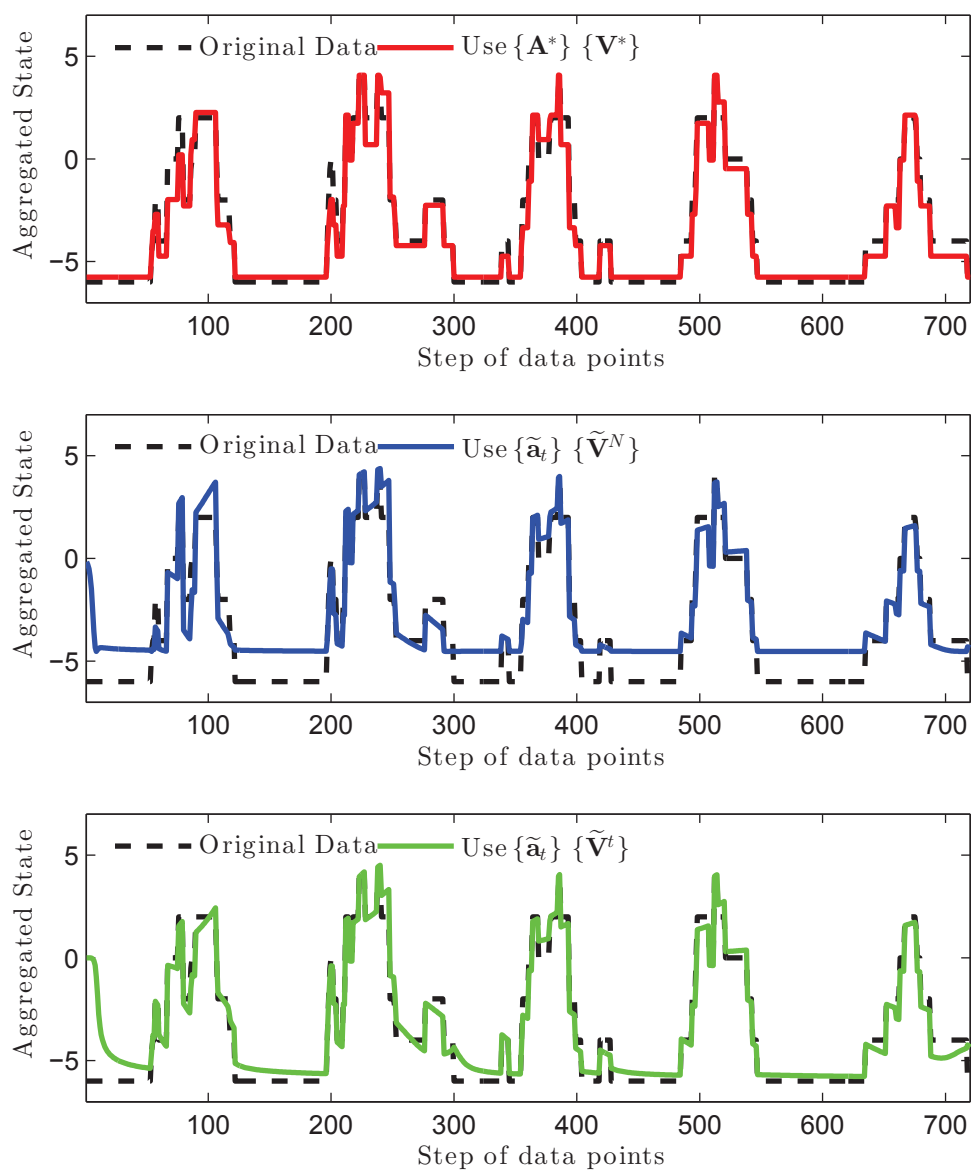 Original Data Use {A*} {V*}
Aggregated State
5
0
−5
100 200 300 400 500 600 700
Step of data points
Original Data Use {ã_t} {Ṽ^N}
Aggregated State
5
0
−5
100 200 300 400 500 600 700
Step of data points
Original Data Use {ã_t} {Ṽ^t}
Aggregated State
5
0
−5
100 200 300 400 500 600 700
Step of data points